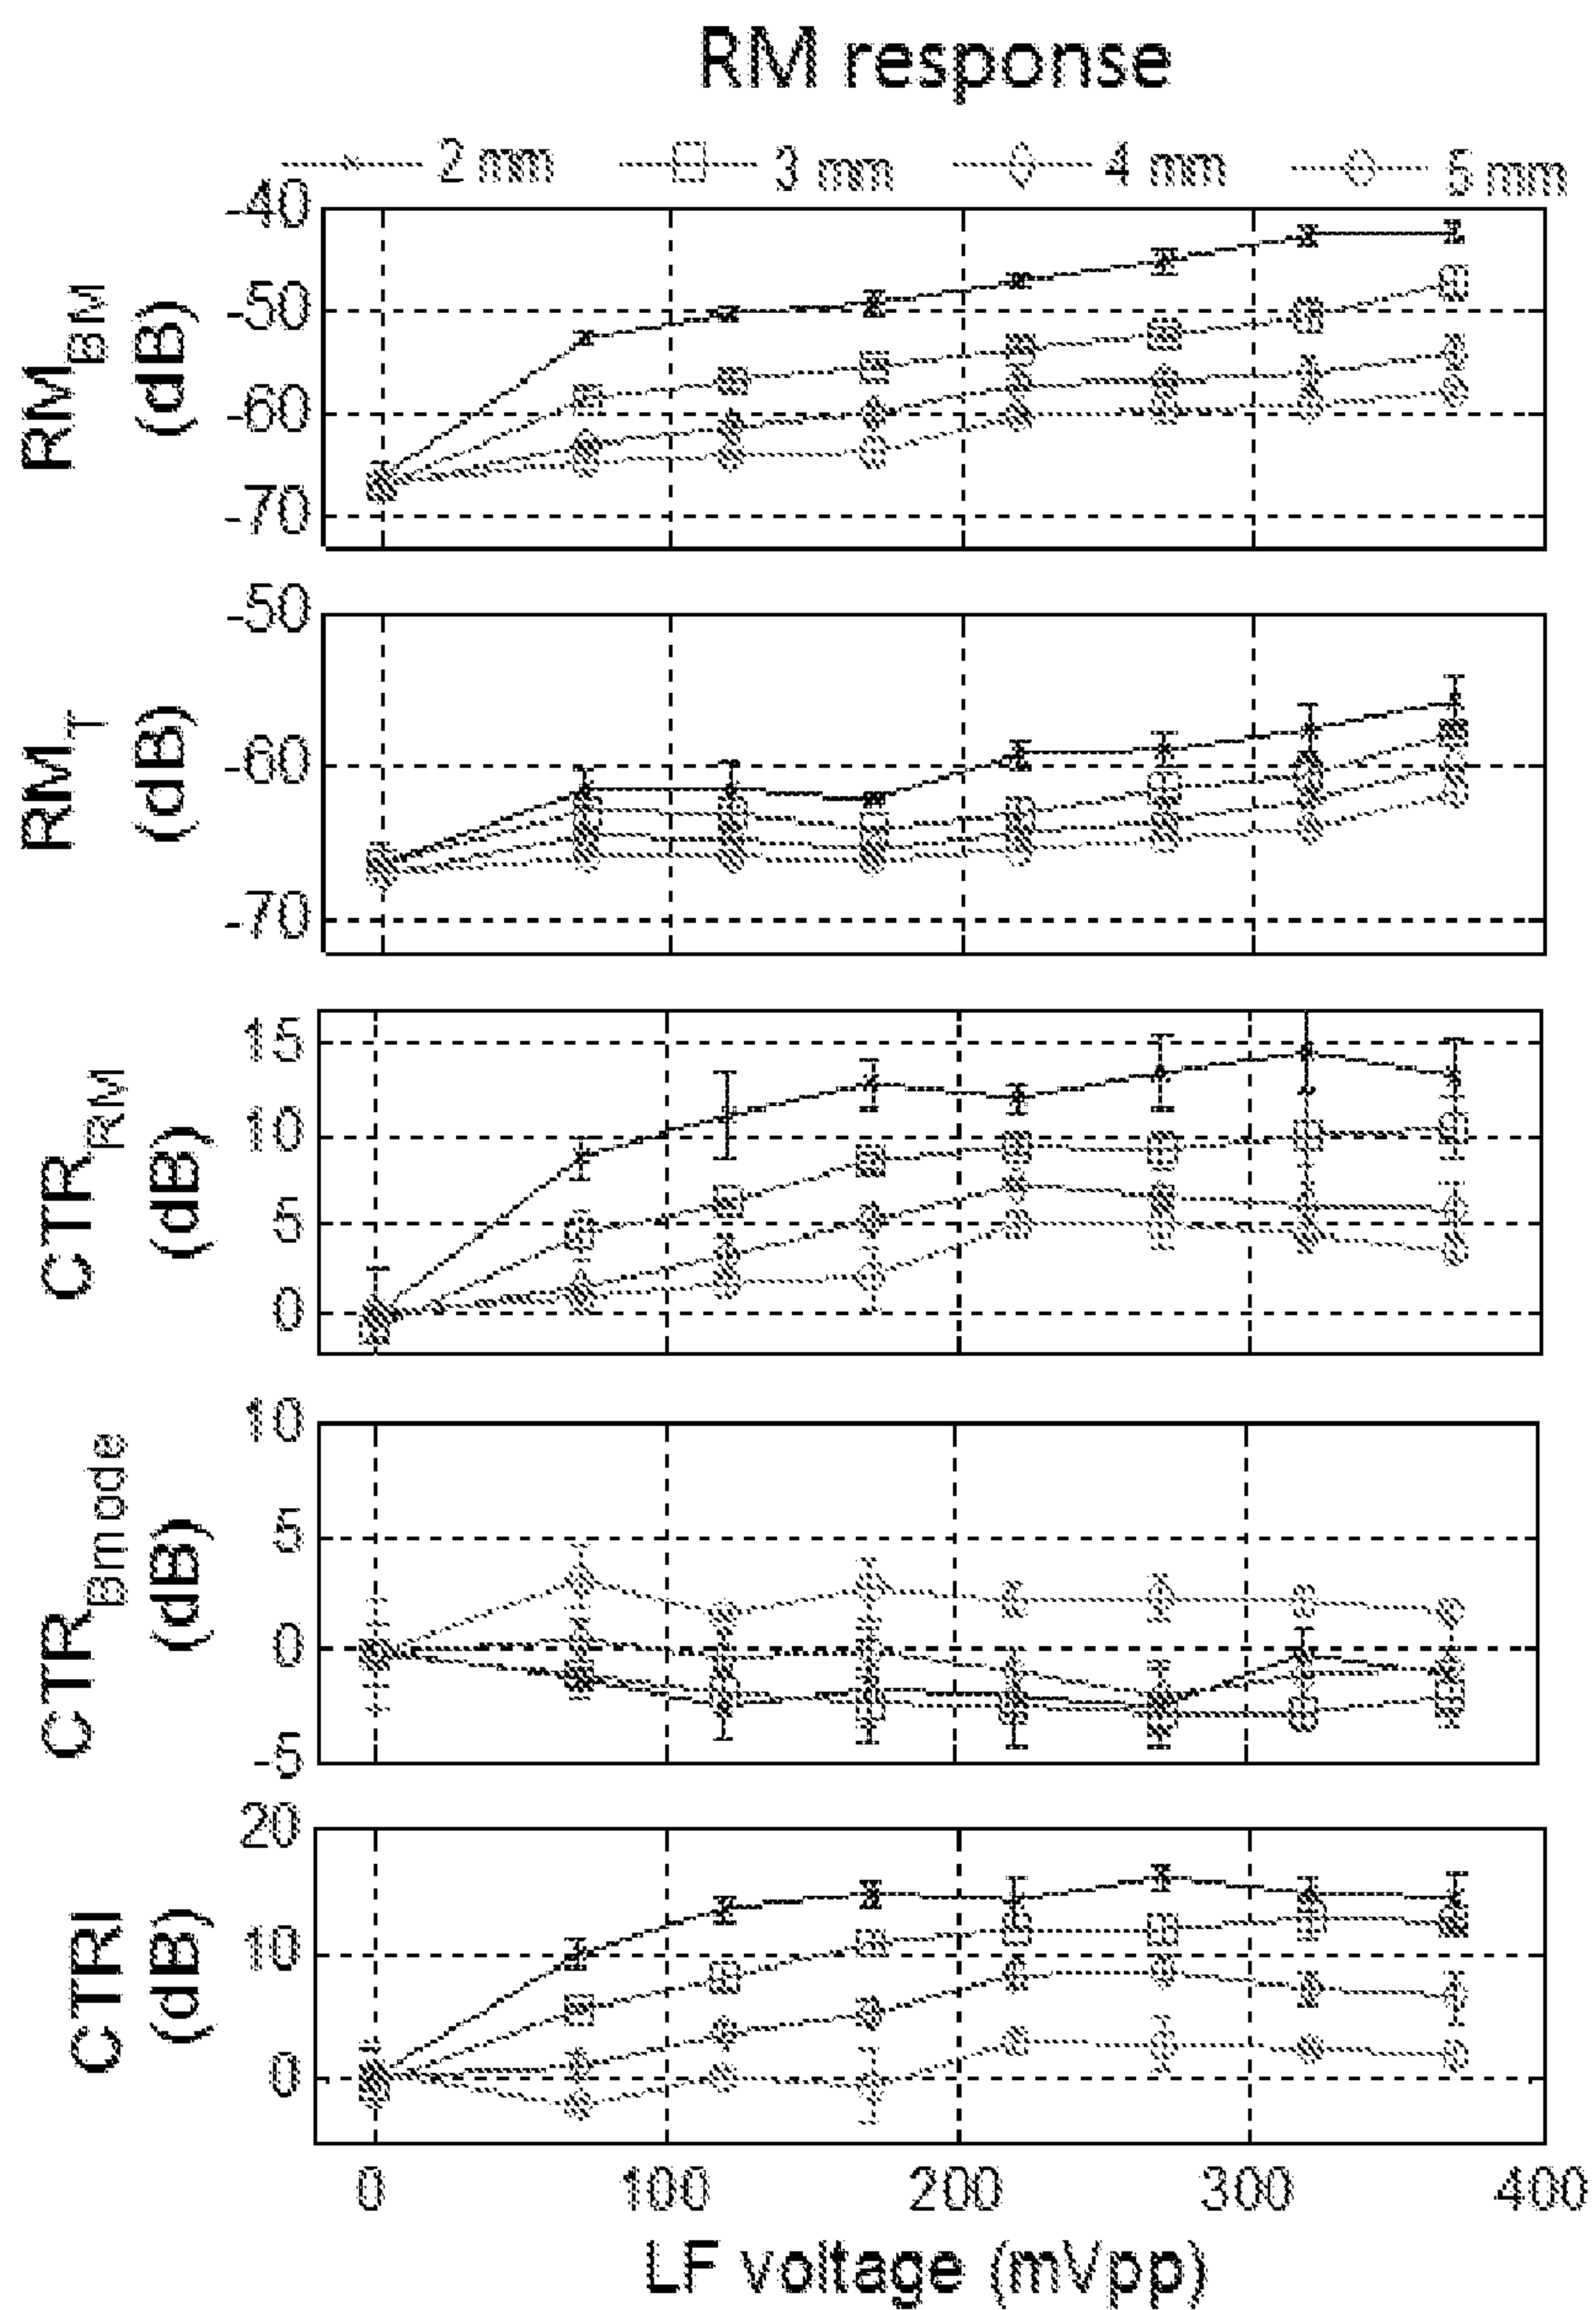 RM response
2 mm 3 mm 4 mm 5 mm
RM_BM (dB)
-40
-50
-60
-70
RM_T (dB)
-50
-60
-70
CTR_RM (dB)
15
10
5
0
CTR_Bmode (dB)
10
5
0
-5
CTRI (dB)
20
10
0
0 100 200 300 400
LF voltage (mVpp)